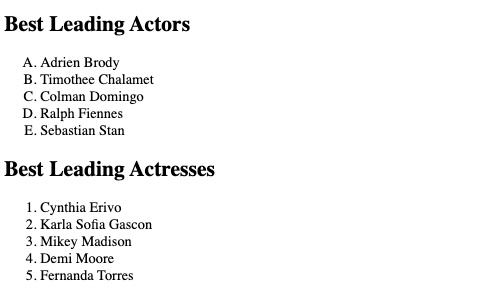 Best Leading Actors
A. Adrien Brody
B. Timothee Chalamet
C. Colman Domingo
D. Ralph Fiennes
E. Sebastian Stan
Best Leading Actresses
1. Cynthia Erivo
2. Karla Sofia Gascon
3. Mikey Madison
4. Demi Moore
5. Fernanda Torres